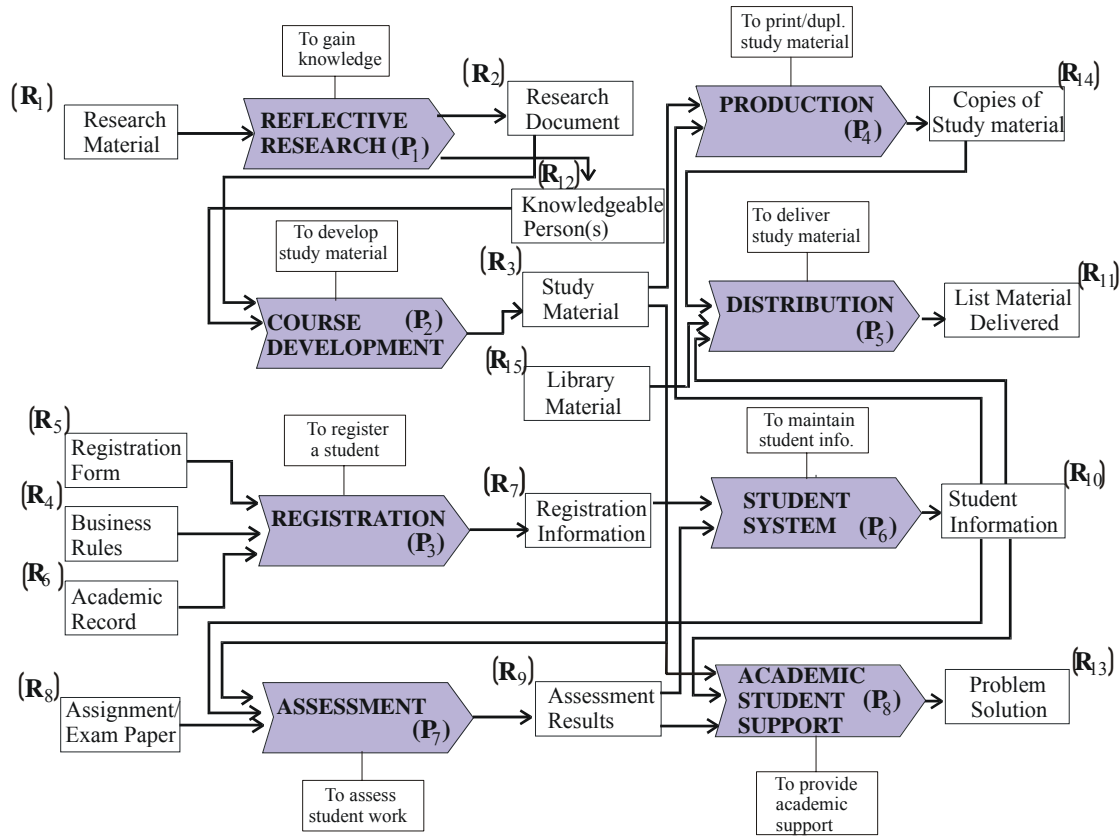 To gain
knowledge
(R1)
Research
Material
REFLECTIVE
RESEARCH (P1)
(R2)
Research
Document
(R12)
Knowledgeable
Person(s)
To print/dupl.
study material
PRODUCTION
(P4)
(R14)
Copies of
Study material
To develop
study material
COURSE (P2)
DEVELOPMENT
(R3)
Study
Material
(R15)
Library
Material
To deliver
study material
DISTRIBUTION
(P5)
(R11)
List Material
Delivered
(R5)
Registration
Form
(R4)
Business
Rules
(R6)
Academic
Record
To register
a student
REGISTRATION
(P3)
(R7)
Registration
Information
To maintain
student info.
STUDENT
SYSTEM
(P6)
(R10)
Student
Information
(R8)
Assignment/
Exam Paper
ASSESSMENT
(P7)
To assess
student work
(R9)
Assessment
Results
ACADEMIC
STUDENT (P8)
SUPPORT
To provide
academic
support
(R13)
Problem
Solution